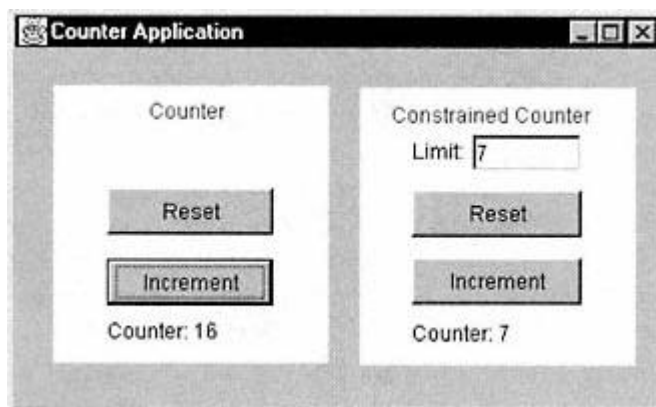 Counter Application
Counter
Reset
Increment
Counter: 16
Constrained Counter
Limit: 7
Reset
Increment
Counter: 7